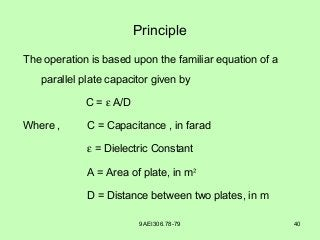 Principle
The operation is based upon the familiar equation of a
parallel plate capacitor given by
C = ε A/D
Where , C = Capacitance , in farad
ε = Dielectric Constant
A = Area of plate, in m²
D = Distance between two plates, in m
9AEI306.78-79 40